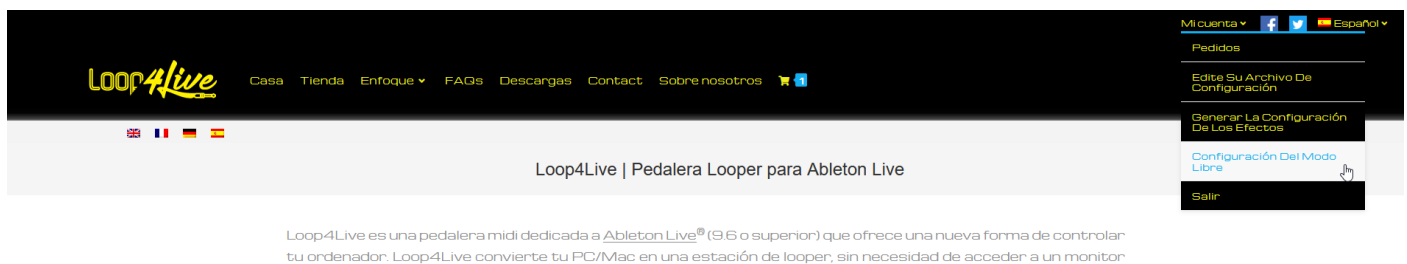 Mi cuenta Español
Pedidos
Edite Su Archivo De
Configuración
Generar La Configuración
De Los Efectos
Configuración Del Modo
Libre
Salir
Loop4Live Casa Tienda Enfoque FAQs Descargas Contact Sobre nosotros 1
Loop4Live | Pedalera Looper para Ableton Live
Loop4Live es una pedalera midi dedicada a Ableton Live® (9.6 o superior) que ofrece una nueva forma de controlar
tu ordenador. Loop4Live convierte tu PC/Mac en una estación de looper, sin necesidad de acceder a un monitor